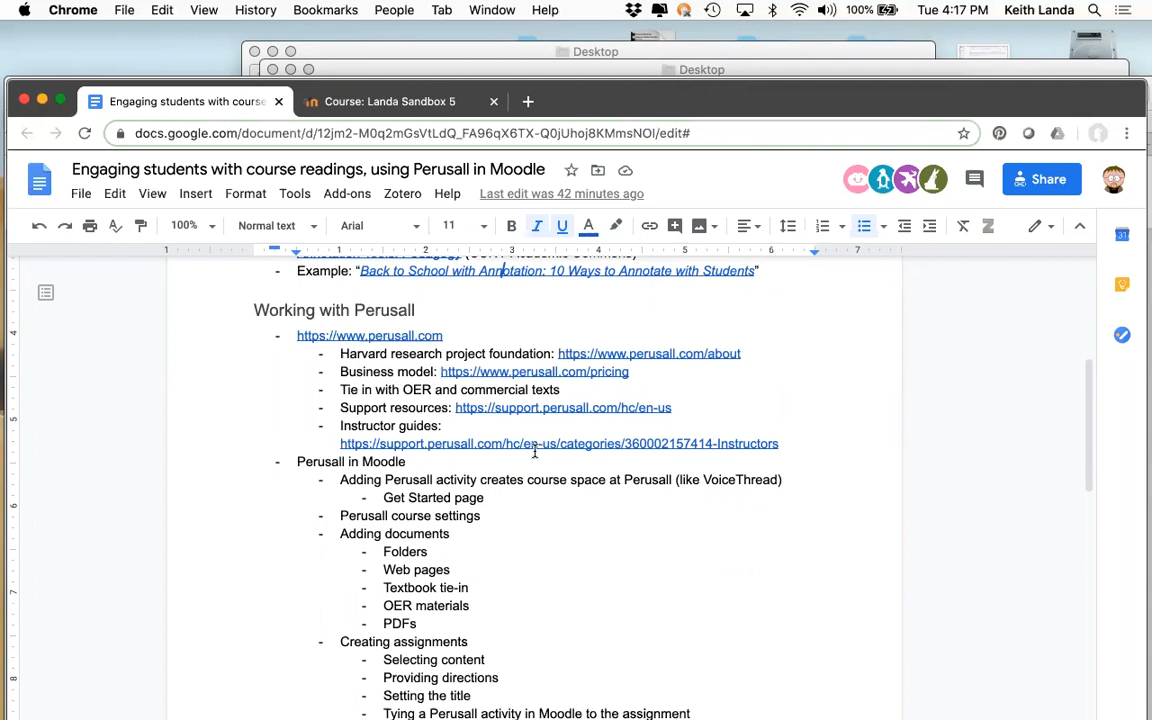 Chrome File Edit View History Bookmarks People Tab Window Help 100% Tue 4:17 PM Keith Landa
Desktop
Desktop
Engaging students with course Course: Landa Sandbox 5
docs.google.com/document/d/12jm2-M0q2mGsVtLdQ_FA96qX6TX-Q0jUhoj8KMmsNOI/edit#
Engaging students with course readings, using Perusall in Moodle
Share
File Edit View Insert Format Tools Add-ons Zotero Help Last edit was 42 minutes ago
100% Normal text Arial 11 B I U A Z
1 1 2 3 4 5 6 7
- Example: “Back to School with Annotation: 10 Ways to Annotate with Students”
Working with Perusall
- https://www.perusall.com
- Harvard research project foundation: https://www.perusall.com/about
- Business model: https://www.perusall.com/pricing
- Tie in with OER and commercial texts
- Support resources: https://support.perusall.com/hc/en-us
- Instructor guides:
https://support.perusall.com/hc/en-us/categories/360002157414-Instructors
- Perusall in Moodle
- Adding Perusall activity creates course space at Perusall (like VoiceThread)
- Get Started page
- Perusall course settings
- Adding documents
- Folders
- Web pages
- Textbook tie-in
- OER materials
- PDFs
- Creating assignments
- Selecting content
- Providing directions
- Setting the title
- Tying a Perusall activity in Moodle to the assignment